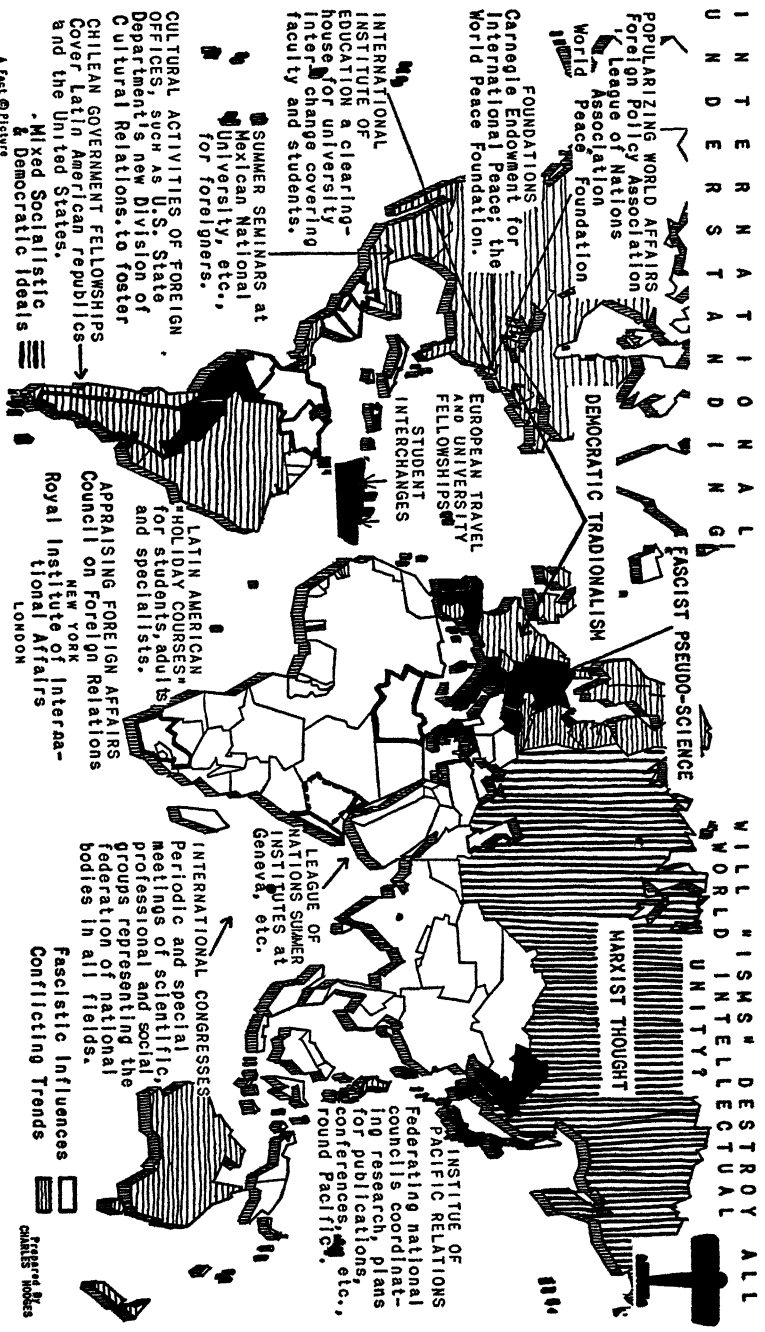 INTERNATIONAL
UNDERSTANDING
WILL "ISMS" DESTROY ALL
WORLD INTELLECTUAL
UNITY?
POPULARIZING WORLD AFFAIRS
Foreign Policy Association
League of Nations
Association
World Peace Foundation
FOUNDATIONS
Carnegie Endowment for
International Peace; the
World Peace Foundation.
INTERNATIONAL
INSTITUTE OF
EDUCATION a clearing-
house for university
inter-change covering
faculty and students.
SUMMER SEMINARS at
Mexican National
University, etc.,
for foreigners.
CULTURAL ACTIVITIES OF FOREIGN
OFFICES, such as U.S. State
Department's new Division of
Cultural Relations, to foster
CHILEAN GOVERNMENT FELLOWSHIPS
Cover Latin American republics
and the United States.
Mixed Socialistic
& Democratic Ideals
A Fact Picture
DEMOCRATIC TRADIONALISM
FASCIST PSEUDO-SCIENCE
EUROPEAN TRAVEL
AND UNIVERSITY
FELLOWSHIPS
STUDENT
INTERCHANGES
LATIN AMERICAN
"HOLIDAY COURSES"
for students, adults
and specialists.
APPRAISING FOREIGN AFFAIRS
Council on Foreign Relations
NEW YORK
Royal Institute of Interna-
tional Affairs
LONDON
MARXIST THOUGHT
LEAGUE OF
NATIONS SUMMER
INSTITUTES at
Geneva, etc.
INTERNATIONAL CONGRESSES
Periodic and special
meetings of scientific,
professional and social
groups representing the
federation of national
bodies in all fields.
INSTITUE OF
PACIFIC RELATIONS
Federating national
councils coordinat-
ing research, plans
for publications,
conferences, etc.,
round Pacific.
Fascistic Influences
Conflicting Trends
Prepared By
CHARLES HODGES